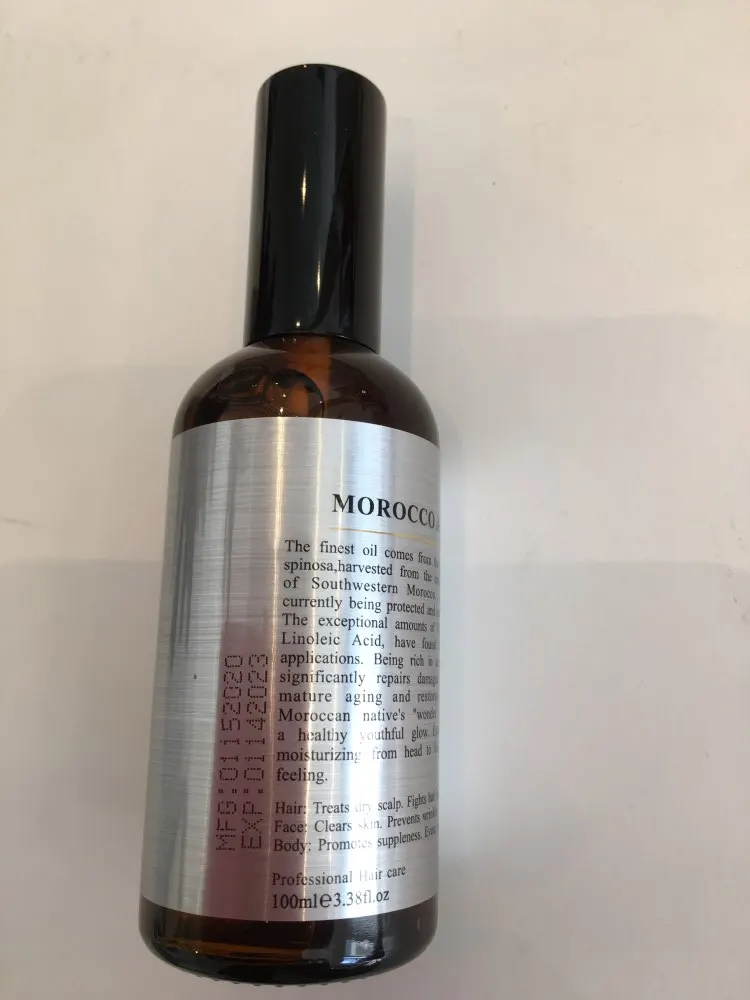 MOROCCO
The finest oil comes from
spinosa,harvested from the
of Southwestern Morocco
currently being protected and
The exceptional amounts of
Linoleic Acid, have found
applications. Being rich in
significantly repairs damag
mature aging and restor
Moroccan native's "wonder
a healthy youthful glow.
moisturizing from head to
feeling.
Hair: Treats dry scalp. Fights
Face: Clears skin. Prevents wrinkl
Body: Promotes suppleness.
Professional Hair care
100ml℮3.38fl.oz
MFG:01152020
EXP:01142023